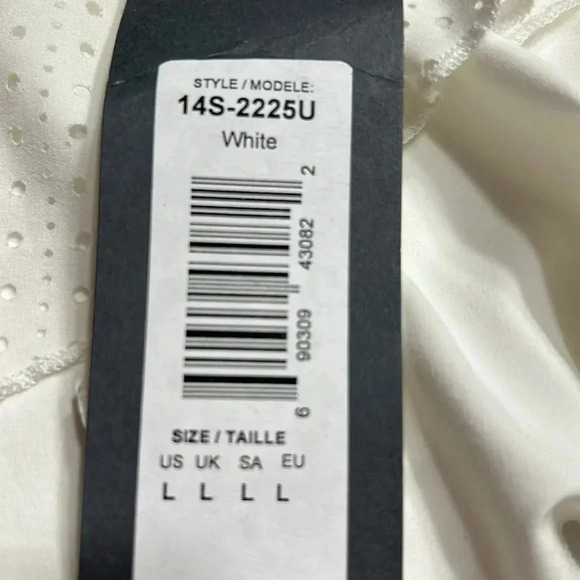 STYLE / MODELE:
14S-2225U
White
6 90309 43082 2
SIZE / TAILLE
US UK SA EU
L L L L